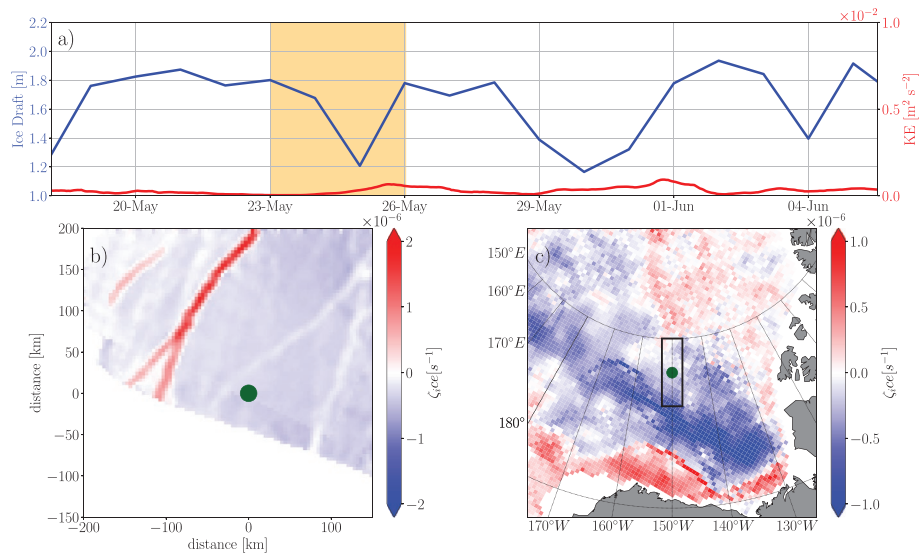 ×10⁻²
a)
2.2
2.0
1.8
1.6
1.4
1.2
1.0
Ice Draft [m]
1.0
0.5
0.0
KE [m² s⁻²]
20-May
23-May
26-May
29-May
01-Jun
04-Jun
×10⁻⁶
×10⁻⁶
b)
200
150
100
50
0
−50
−100
−150
distance [km]
−200
−100
0
100
distance [km]
2
1
0
−1
−2
ζᵢce[s⁻¹]
c)
150°E
160°E
170°E
180°
170°W
160°W
150°W
140°W
130°W
1.0
0.5
0.0
−0.5
−1.0
ζᵢce[s⁻¹]